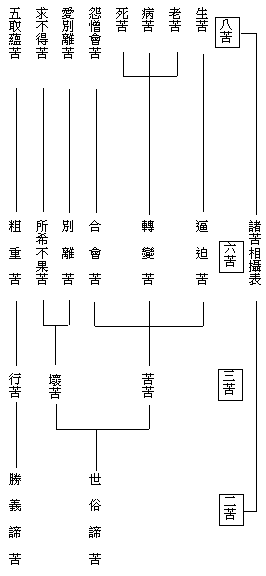 諸苦相攝表
八苦
六苦
三苦
二苦
生苦
老苦
病苦
死苦
怨憎會苦
愛別離苦
求不得苦
五取蘊苦
逼迫苦
轉變苦
合會苦
別離苦
所希不果苦
粗重苦
苦苦
壞苦
行苦
世俗諦苦
勝義諦苦